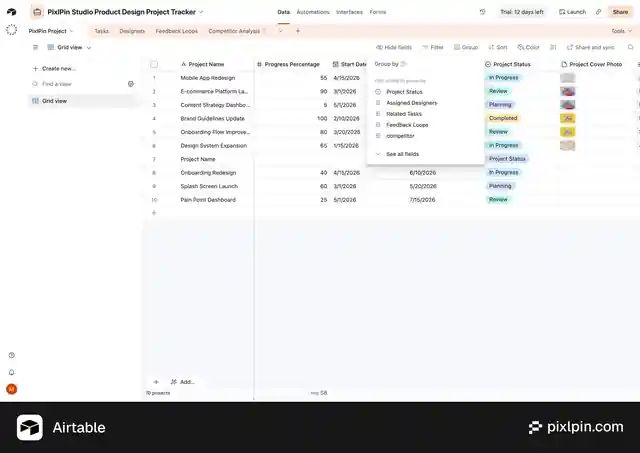 PixlPin Studio Product Design Project Tracker
Data Automations Interfaces Forms
Trial: 12 days left Launch Share
PixlPin Project Tasks Designers Feedback Loops Competitor Analysis Tools
Grid view Hide fields Filter Group Sort Color Share and sync
Create new...
Find a view
Grid view
Project Name Progress Percentage Start Date Project Status Project Cover Photo
1 Mobile App Redesign 55 4/15/2026 In Progress
2 E-commerce Platform La... 90 3/1/2026 Review
3 Content Strategy Dashbo... 5 5/1/2026 Planning
4 Brand Guidelines Update 100 2/10/2026 Completed
5 Onboarding Flow Improve... 80 3/20/2026 Review
6 Design System Expansion 65 1/15/2026 In Progress
7 Project Name Project Status
8 Onboarding Redesign 40 4/15/2026 6/10/2026 In Progress
9 Splash Screen Launch 60 3/1/2026 5/20/2026 Planning
10 Pain Point Dashboard 25 5/1/2026 7/15/2026 Review
Group by
Project Status
Assigned Designers
Related Tasks
Feedback Loops
competitor
See all fields
+ Add...
10 projects Avg 58
M
Airtable pixlpin.com